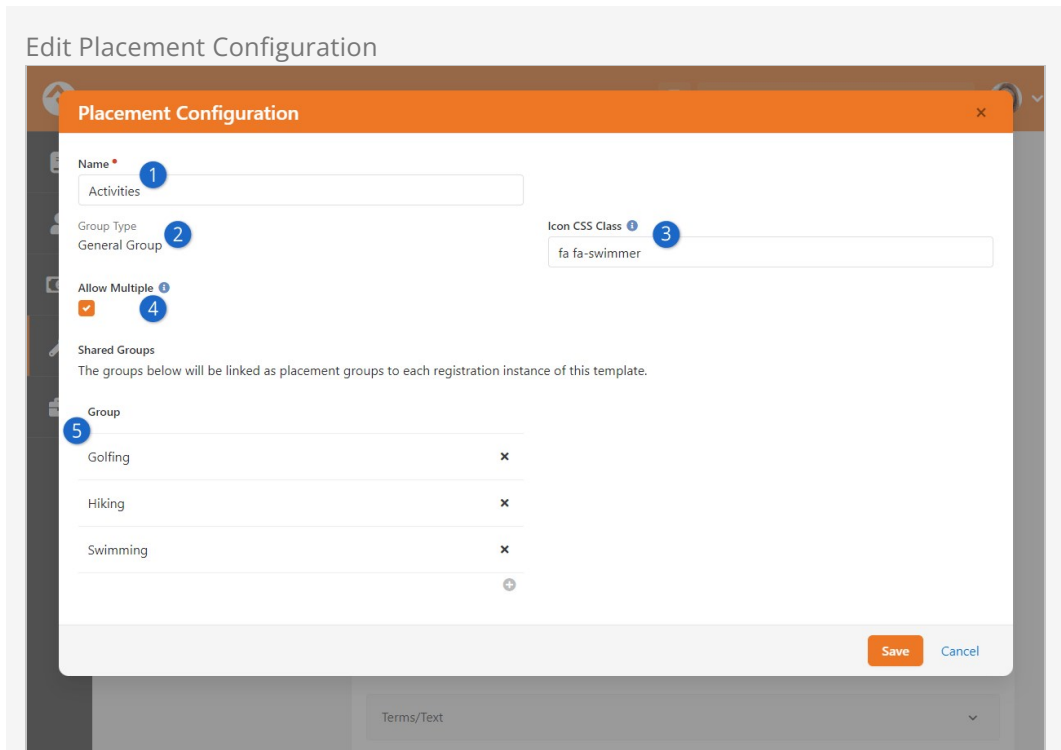 Edit Placement Configuration
Placement Configuration ×
Name •
1
Activities
Group Type
2
General Group
Icon CSS Class
3
fa fa-swimmer
Allow Multiple
4
Shared Groups
The groups below will be linked as placement groups to each registration instance of this template.
Group
5
Golfing ×
Hiking ×
Swimming ×
Save Cancel
Terms/Text